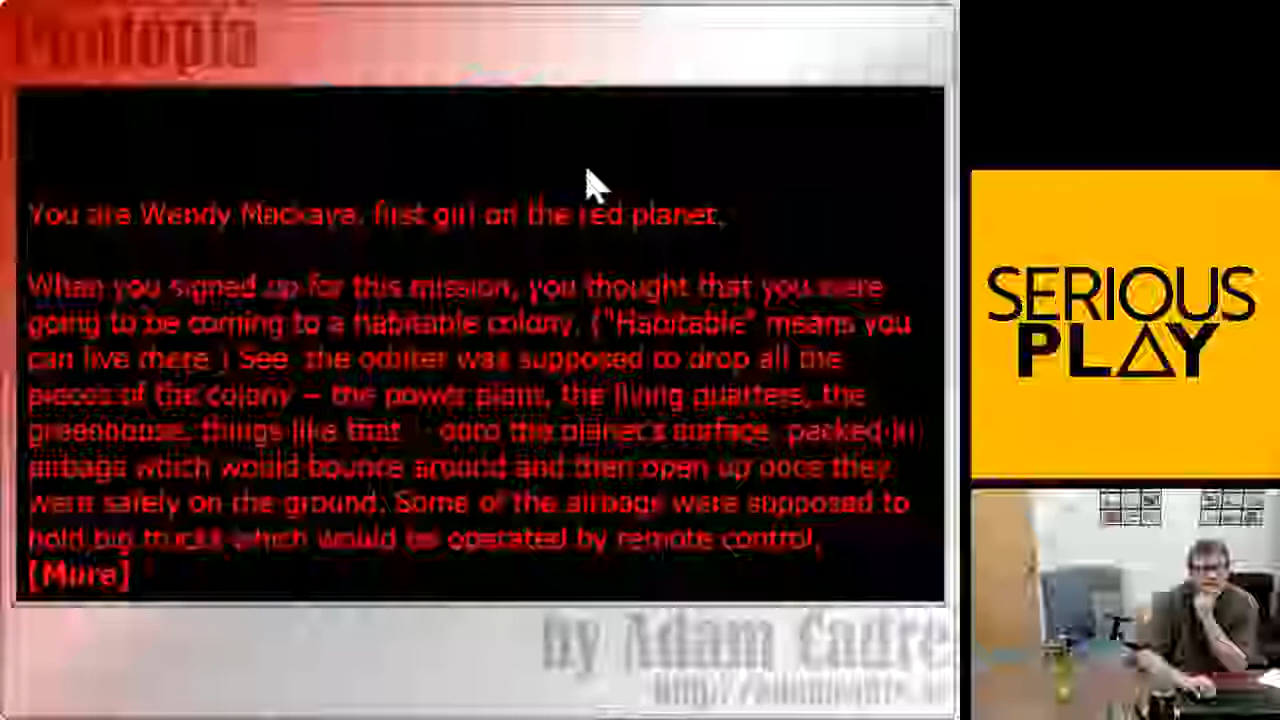 Photopia
You are Wendy Mackaye, first girl on the red planet.
When you signed up for this mission, you thought that you were
going to be coming to a habitable colony. ("Habitable" means you
can live there.) See, the orbiter was supposed to drop all the
pieces of the colony – the power plant, the living quarters, the
greenhouse, things like that – onto the planet's surface, packed in
airbags which would bounce around and then open up once they
were safely on the ground. Some of the airbags were supposed to
hold big trucks which would be operated by remote control,
[More]
by Adam Cadre
SERIOUS
PLAY